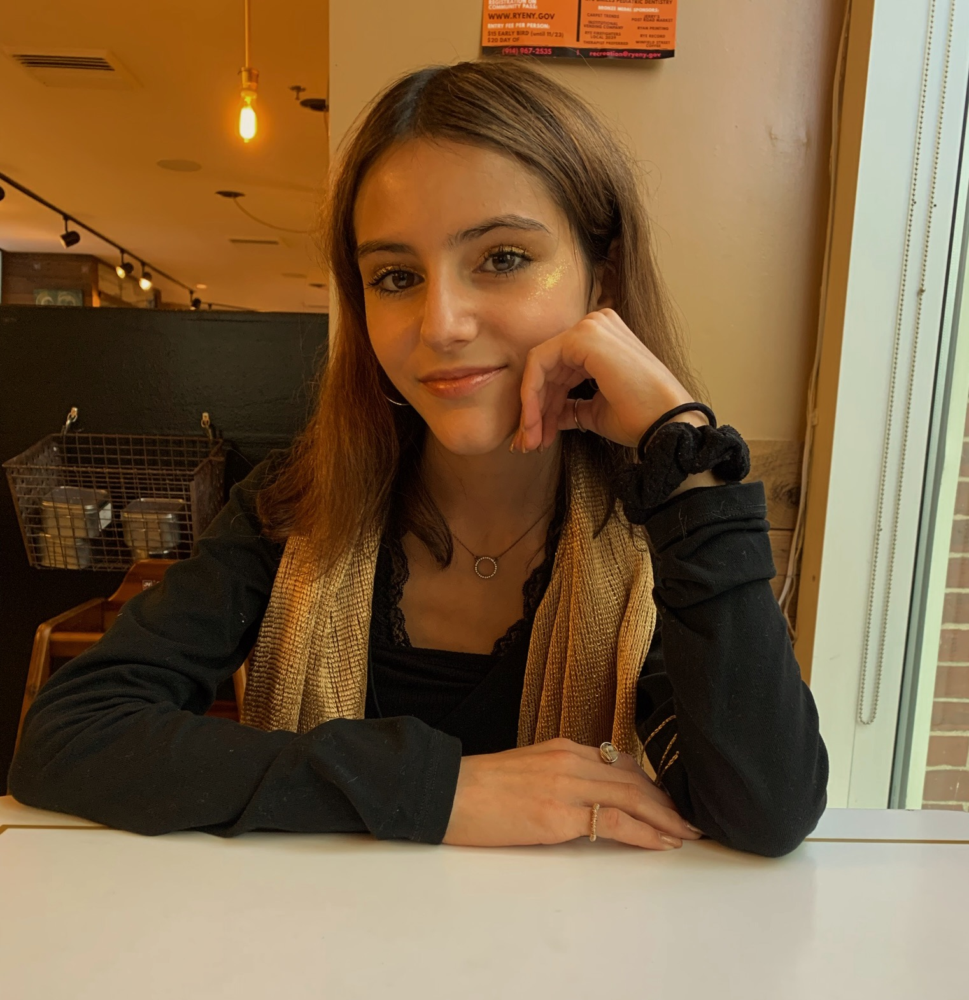 REGISTRATION ON
COMMUNITY PASS:
WWW.RYENY.GOV
ENTRY FEE PER PERSON:
$15 EARLY BIRD (until 11/23)
$20 DAY OF
SMILES PEDIATRIC DENTISTRY
BRONZE MEDAL SPONSORS:
CARPET TRENDS
INSTITUTIONAL
VENDING COMPANY
RYE FIREFIGHTERS
LOCAL 2029
THERAPIST PREFERRED
JERRY'S
POST ROAD MARKET
RYAN PRINTING
RYE RECORD
WINFIELD STREET
COFFEE
(914) 967-2535
recreation@ryeny.gov